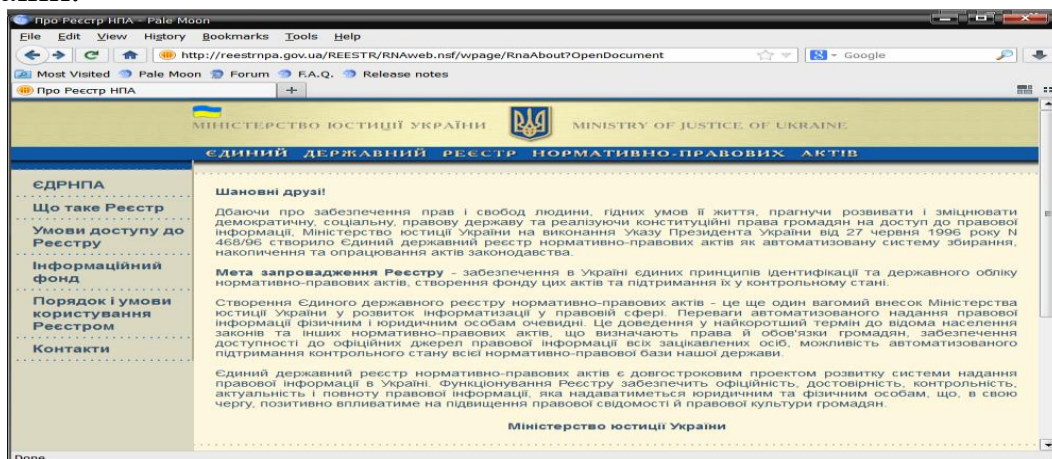 Про Реєстр НПА - Pale Moon
File Edit View History Bookmarks Tools Help
http://reestrnpa.gov.ua/REESTR/RNAweb.nsf/wpage/RnaAbout?OpenDocument
Google
Most Visited Pale Moon Forum F.A.Q. Release notes
Про Реєстр НПА
МІНІСТЕРСТВО ЮСТИЦІЇ УКРАЇНИ MINISTRY OF JUSTICE OF UKRAINE
ЄДИНИЙ ДЕРЖАВНИЙ РЕЄСТР НОРМАТИВНО-ПРАВОВИХ АКТІВ
ЄДРНПА
Що таке Реєстр
Умови доступу до
Реєстру
Інформаційний
фонд
Порядок і умови
користування
Реєстром
Контакти
Шановні друзі!
Дбаючи про забезпечення прав і свобод людини, гідних умов її життя, прагнучи розвивати і зміцнювати
демократичну, соціальну, правову державу та реалізуючи конституційні права громадян на доступ до правової
інформації, Міністерство юстиції України на виконання Указу Президента України від 27 червня 1996 року N
468/96 створило Єдиний державний реєстр нормативно-правових актів як автоматизовану систему збирання,
накопичення та опрацювання актів законодавства.
Мета запровадження Реєстру - забезпечення в Україні єдиних принципів ідентифікації та державного обліку
нормативно-правових актів, створення фонду цих актів та підтримання їх у контрольному стані.
Створення Єдиного державного реєстру нормативно-правових актів - це ще один вагомий внесок Міністерства
юстиції України у розвиток інформатизації у правовій сфері. Переваги автоматизованого надання правової
інформації фізичним і юридичним особам очевидні. Це доведення у найкоротший термін до відома населення
законів та інших нормативно-правових актів, що визначають права й обов'язки громадян, забезпечення
доступності до офіційних джерел правової інформації всіх зацікавлених осіб, можливість автоматизованого
підтримання контрольного стану всієї нормативно-правової бази нашої держави.
Єдиний державний реєстр нормативно-правових актів є довгостроковим проектом розвитку системи надання
правової інформації в Україні. Функціонування Реєстру забезпечить офіційність, достовірність, контрольність,
актуальність і повноту правової інформації, яка надаватиметься юридичним та фізичним особам, що, в свою
чергу, позитивно впливатиме на підвищення правової свідомості й правової культури громадян.
Міністерство юстиції України
Done